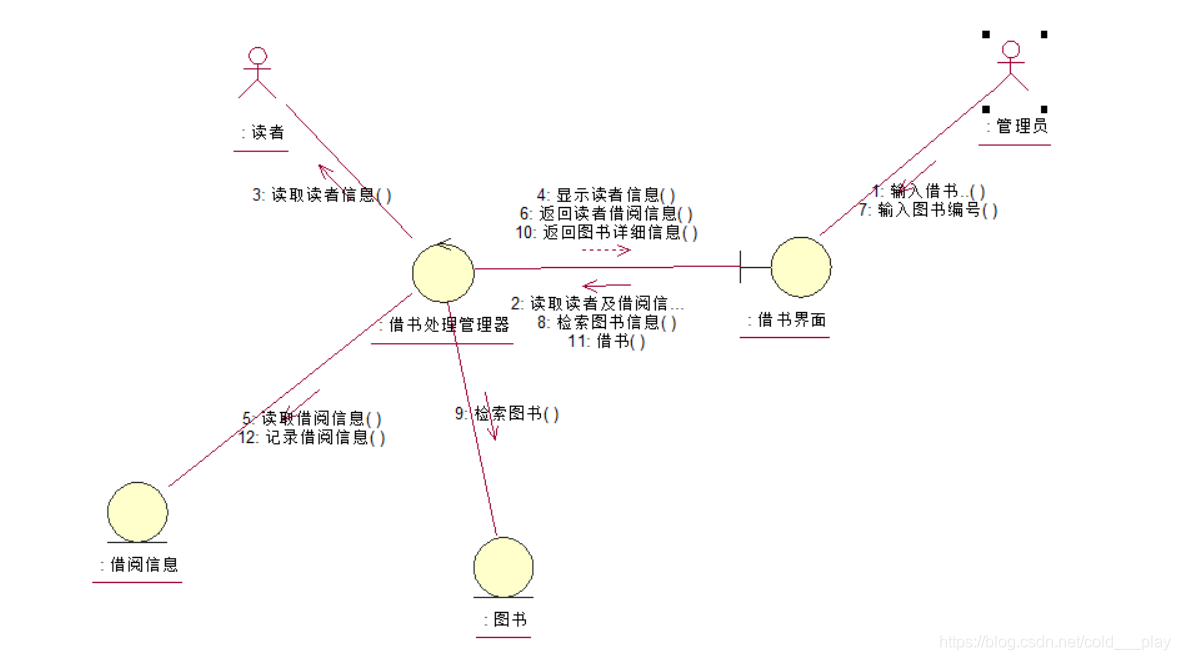 : 读者
: 管理员
3: 读取读者信息( )
4: 显示读者信息( )
6: 返回读者借阅信息( )
10: 返回图书详细信息( )
1: 输入借书..( )
7: 输入图书编号( )
2: 读取读者及借阅信...
8: 检索图书信息( )
11: 借书( )
: 借书处理管理器
: 借书界面
5: 读取借阅信息( )
12: 记录借阅信息( )
9: 检索图书( )
: 借阅信息
: 图书
https://blog.csdn.net/cold___play